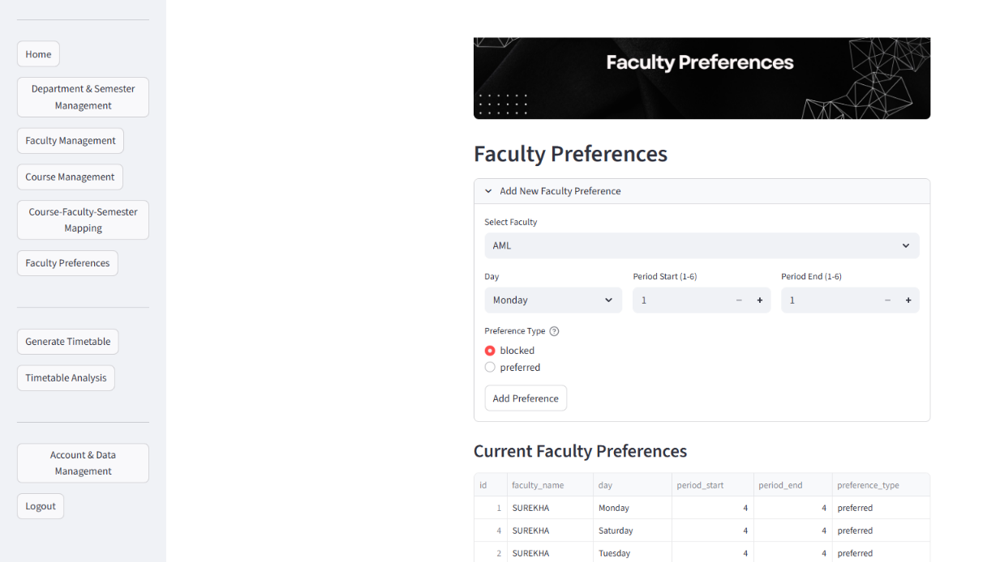 Home
Department & Semester
Management
Faculty Management
Course Management
Course-Faculty-Semester
Mapping
Faculty Preferences
Generate Timetable
Timetable Analysis
Account & Data
Management
Logout
Faculty Preferences
Faculty Preferences
Add New Faculty Preference
Select Faculty
AML
Day Period Start (1-6) Period End (1-6)
Monday 1 − + 1 − +
Preference Type ?
blocked
preferred
Add Preference
Current Faculty Preferences
id faculty_name day period_start period_end preference_type
1 SUREKHA Monday 4 4 preferred
4 SUREKHA Saturday 4 4 preferred
2 SUREKHA Tuesday 4 4 preferred